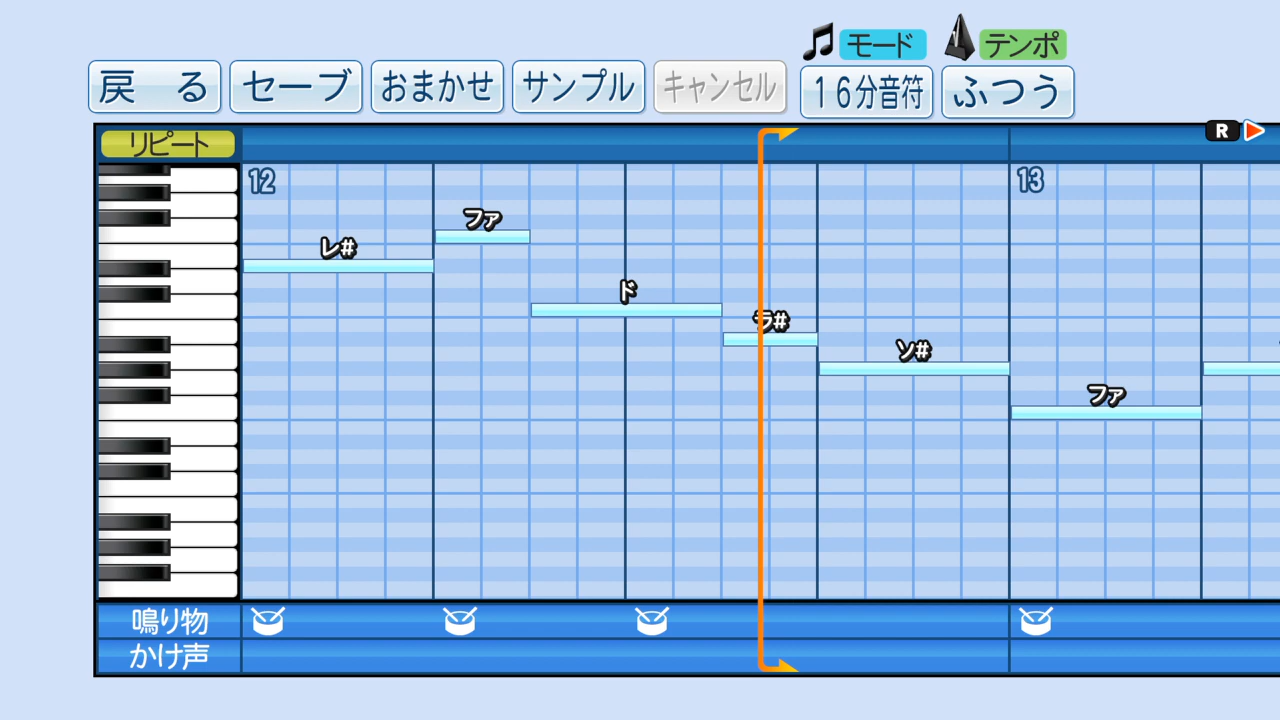 モード テンポ
戻 る セーブ おまかせ サンプル キャンセル 16分音符 ふつう
リピート R
12 13
ファ
レ#
ド
ラ#
ソ#
ファ
鳴り物
かけ声